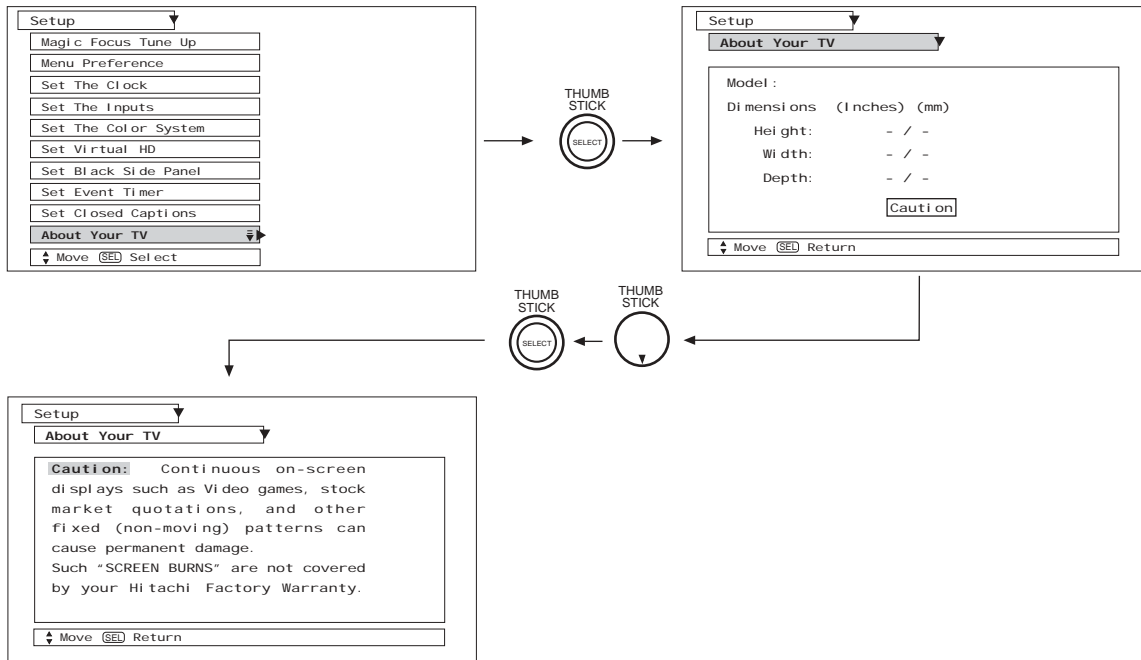 Setup
Magic Focus Tune Up
Menu Preference
Set The Clock
Set The Inputs
Set The Color System
Set Virtual HD
Set Black Side Panel
Set Event Timer
Set Closed Captions
About Your TV
Move SEL Select
THUMB
STICK
SELECT
Setup
About Your TV
Model:
Dimensions (Inches) (mm)
Height: - / -
Width: - / -
Depth: - / -
Caution
Move SEL Return
THUMB
STICK
SELECT
THUMB
STICK
Setup
About Your TV
Caution: Continuous on-screen
displays such as Video games, stock
market quotations, and other
fixed (non-moving) patterns can
cause permanent damage.
Such “SCREEN BURNS” are not covered
by your Hitachi Factory Warranty.
Move SEL Return